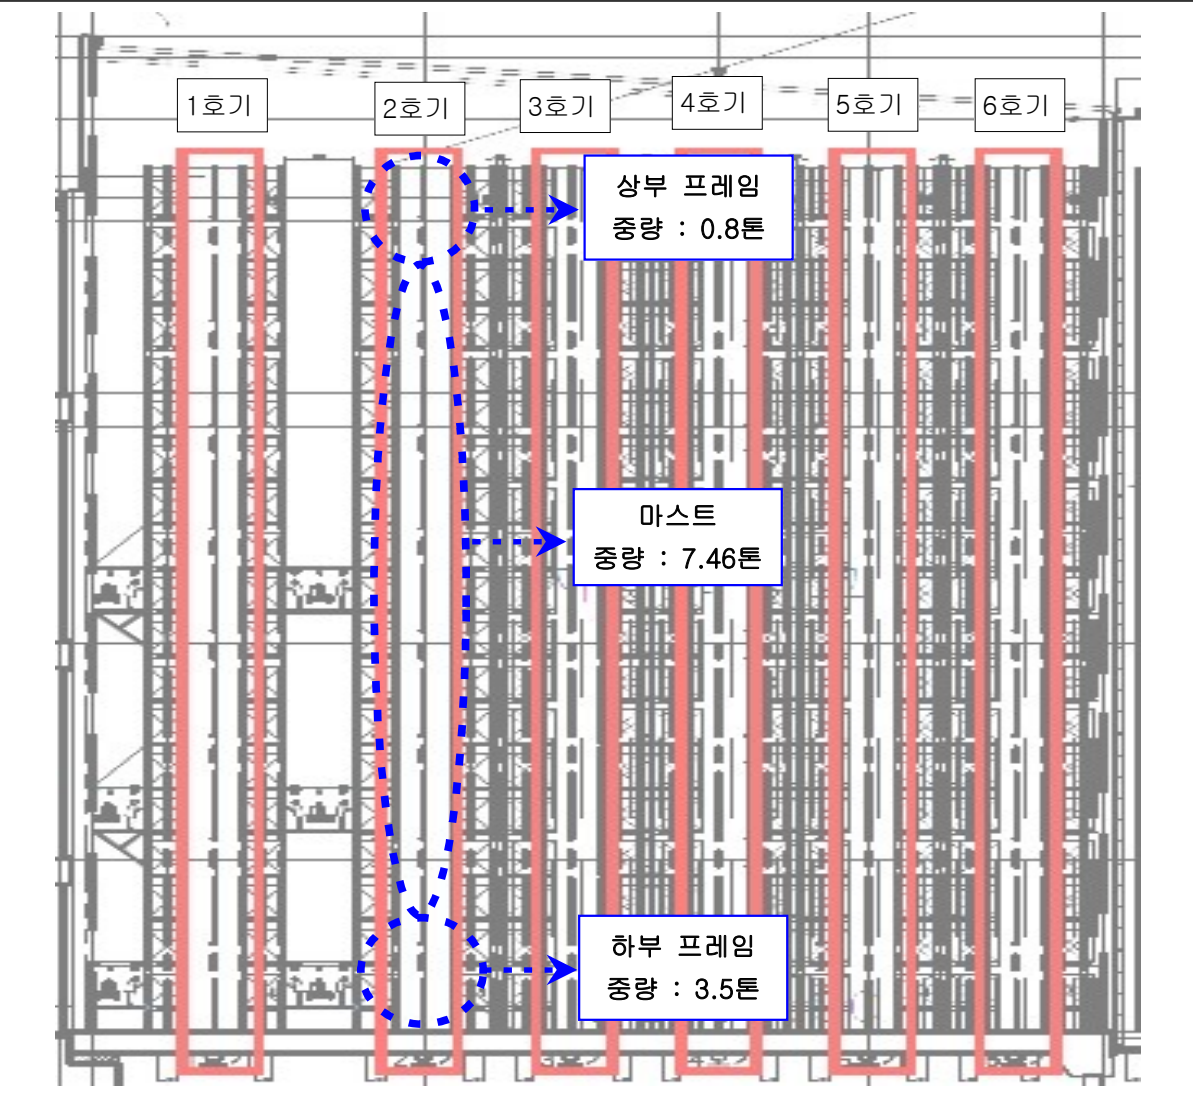 1호기
2호기
3호기
4호기
5호기
6호기
상부 프레임
중량 : 0.8톤
마스트
중량 : 7.46톤
하부 프레임
중량 : 3.5톤